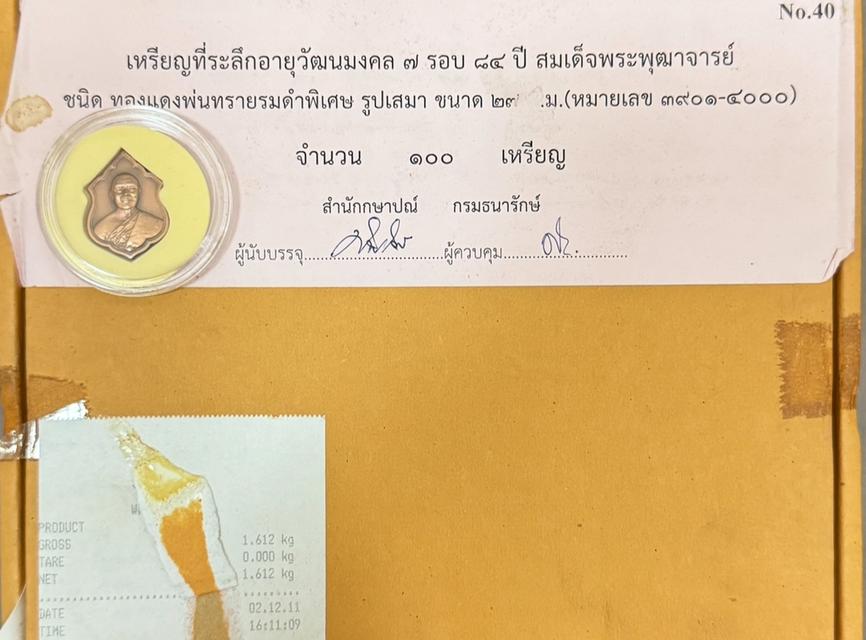 No.40
เหรียญที่ระลึกอายุวัฒนมงคล ๗ รอบ ๘๔ ปี สมเด็จพระพุฒาจารย์
ชนิด ทองแดงพ่นทรายรมดำพิเศษ รูปเสมา ขนาด ๒๗ .ม.(หมายเลข ๓๙๐๑-๔๐๐๐)
จำนวน ๑๐๐ เหรียญ
สำนักกษาปณ์ กรมธนารักษ์
ผู้นับบรรจุ.................... ผู้ควบคุม....................
PRODUCT
GROSS 1.612 kg
TARE 0.000 kg
NET 1.612 kg
DATE 02.12.11
TIME 16:11:09